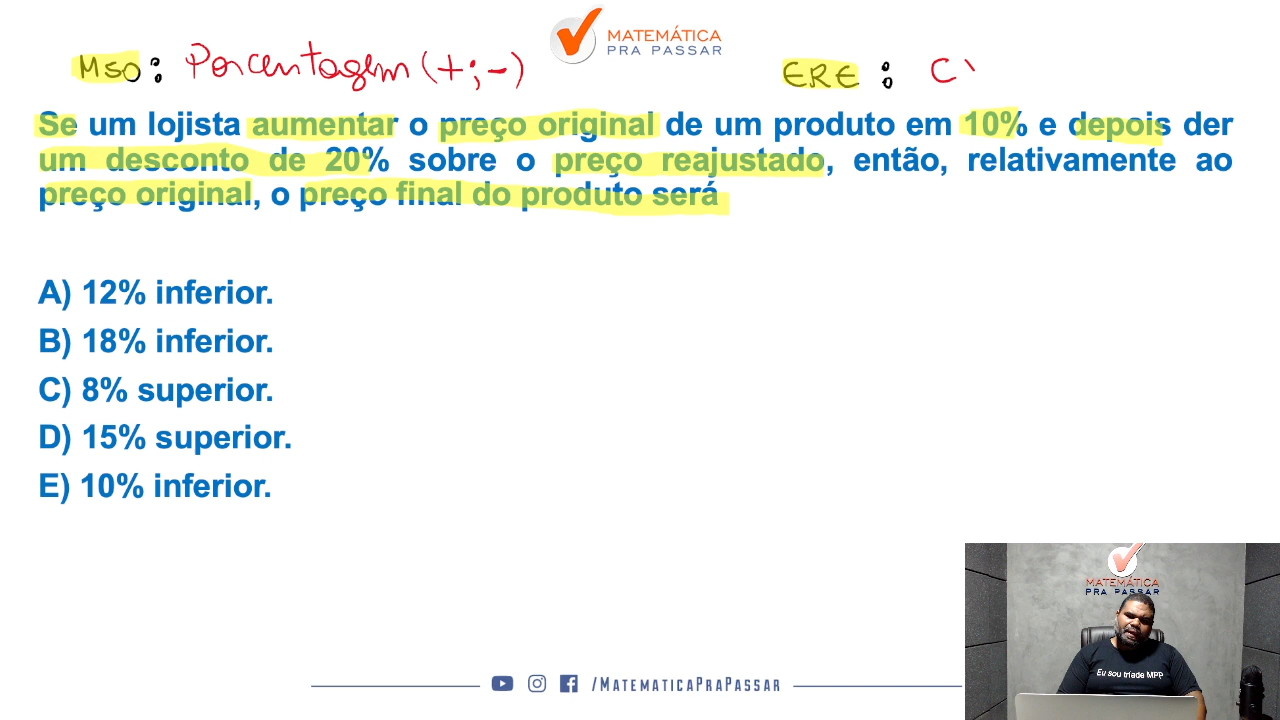 MATEMÁTICA
PRA PASSAR
MSO: Porcentagem (+;-)
ERE: C
Se um lojista aumentar o preço original de um produto em 10% e depois der
um desconto de 20% sobre o preço reajustado, então, relativamente ao
preço original, o preço final do produto será
A) 12% inferior.
B) 18% inferior.
C) 8% superior.
D) 15% superior.
E) 10% inferior.
MATEMÁTICA
PRA PASSAR
Eu sou tríade MPP
/MATEMATICAPRAPASSAR